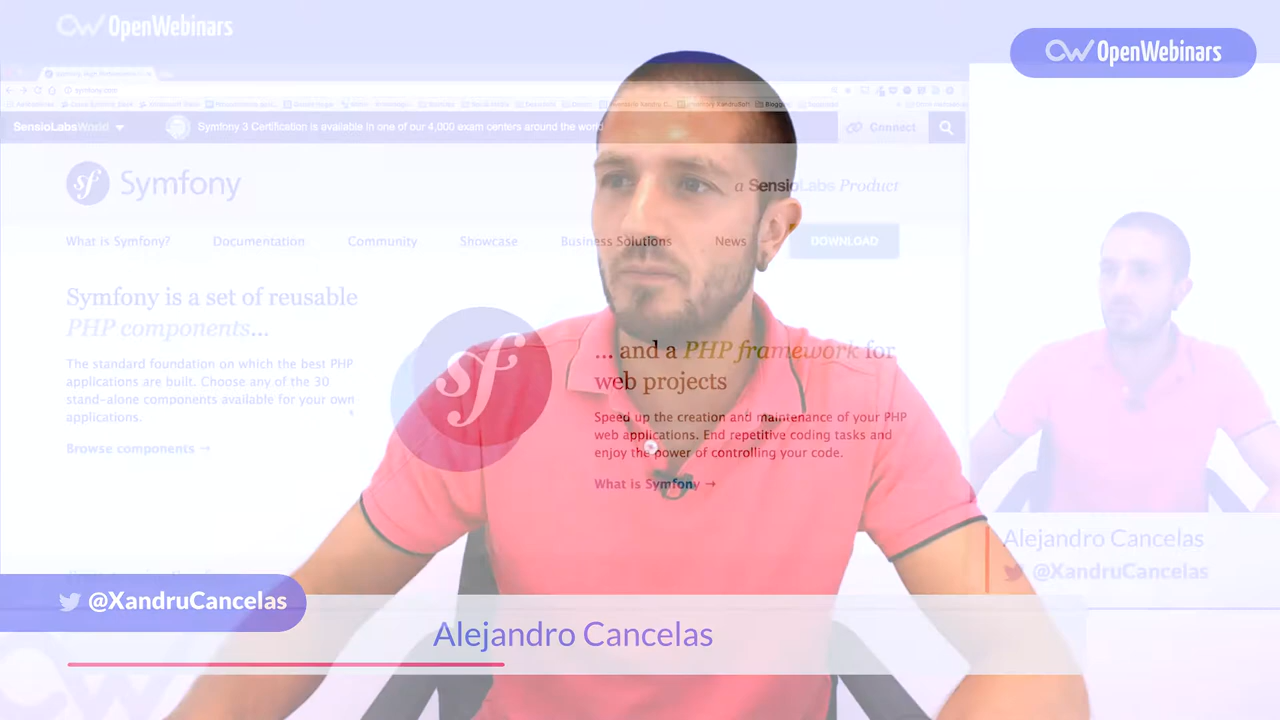 OpenWebinars
OpenWebinars
symfony.com
SensioLabsWorld
Symfony 3 Certification is available in one of our 4,000 exam centers around the world
Connect
sf Symfony
a SensioLabs Product
What is Symfony?
Documentation
Community
Showcase
Business Solutions
News
DOWNLOAD
Symfony is a set of reusable
PHP components...
The standard foundation on which the best PHP
applications are built. Choose any of the 30
stand-alone components available for your own
applications.
Browse components →
sf
... and a PHP framework for
web projects
Speed up the creation and maintenance of your PHP
web applications. End repetitive coding tasks and
enjoy the power of controlling your code.
What is Symfony →
Alejandro Cancelas
@XandruCancelas
@XandruCancelas
Alejandro Cancelas